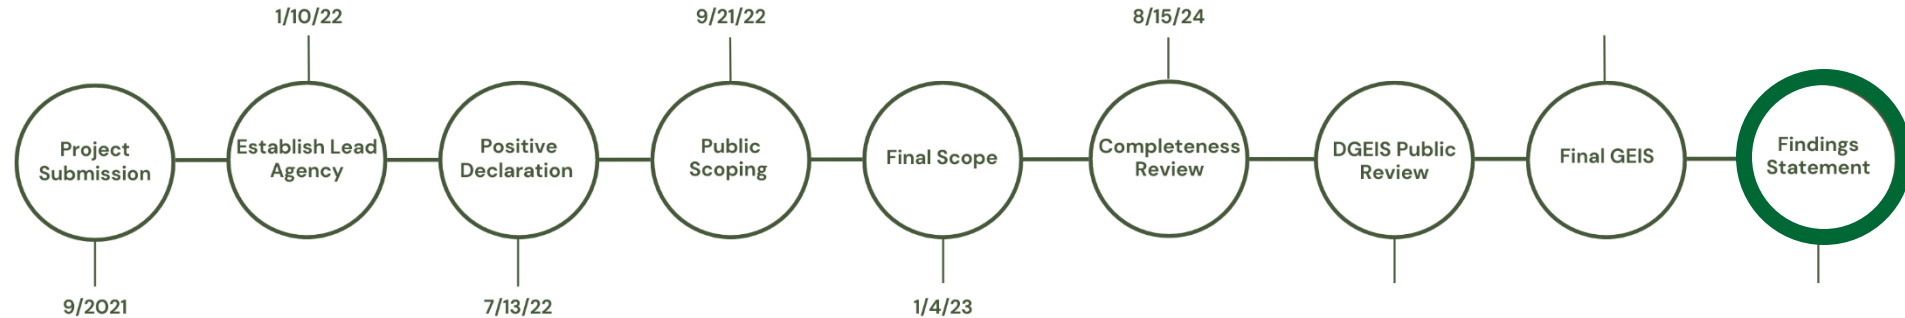 1/10/22
9/21/22
8/15/24
Project
Submission
Establish Lead
Agency
Positive
Declaration
Public
Scoping
Final Scope
Completeness
Review
DGEIS Public
Review
Final GEIS
Findings
Statement
9/2021
7/13/22
1/4/23